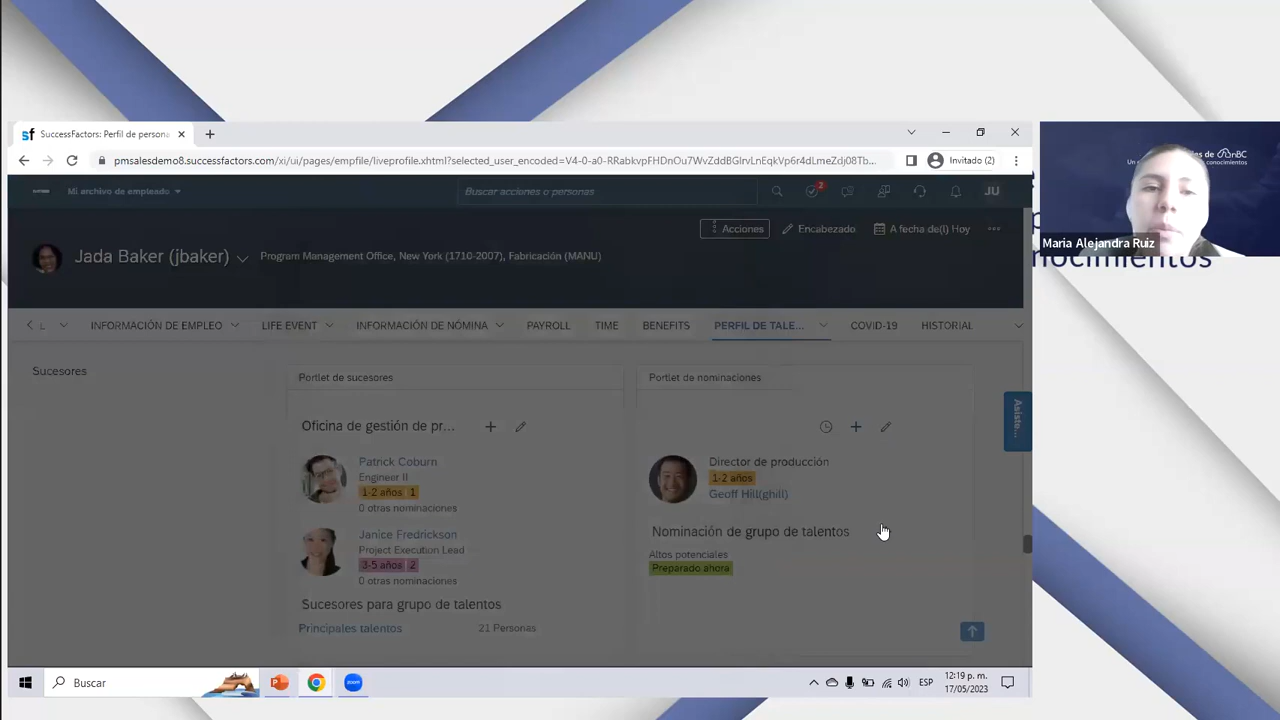 SuccessFactors: Perfil de persona
pmsalesdemo8.successfactors.com/xi/ui/pages/empfile/liveprofile.xhtml?selected_user_encoded=V4-0-a0-RRabkvpFHDnOu7WvZddBGlrvLnEqkVp6r4dLmeZdj08Tb...
Invitado (2)
Mi archivo de empleado
Buscar acciones o personas
2
JU
Acciones
Encabezado
A fecha de(l) Hoy
Jada Baker (jbaker)
Program Management Office, New York (1710-2007), Fabricación (MANU)
L
INFORMACIÓN DE EMPLEO
LIFE EVENT
INFORMACIÓN DE NÓMINA
PAYROLL
TIME
BENEFITS
PERFIL DE TALE...
COVID-19
HISTORIAL
Sucesores
Portlet de sucesores
Oficina de gestión de pr...
Patrick Coburn
Engineer II
1-2 años 1
0 otras nominaciones
Janice Fredrickson
Project Execution Lead
3-5 años 2
0 otras nominaciones
Sucesores para grupo de talentos
Principales talentos
21 Personas
Portlet de nominaciones
Director de producción
1-2 años
Geoff Hill(ghill)
Nominación de grupo de talentos
Altos potenciales
Preparado ahora
Asiste...
Buscar
ESP
12:19 p. m.
17/05/2023
Maria Alejandra Ruiz
onocimientos